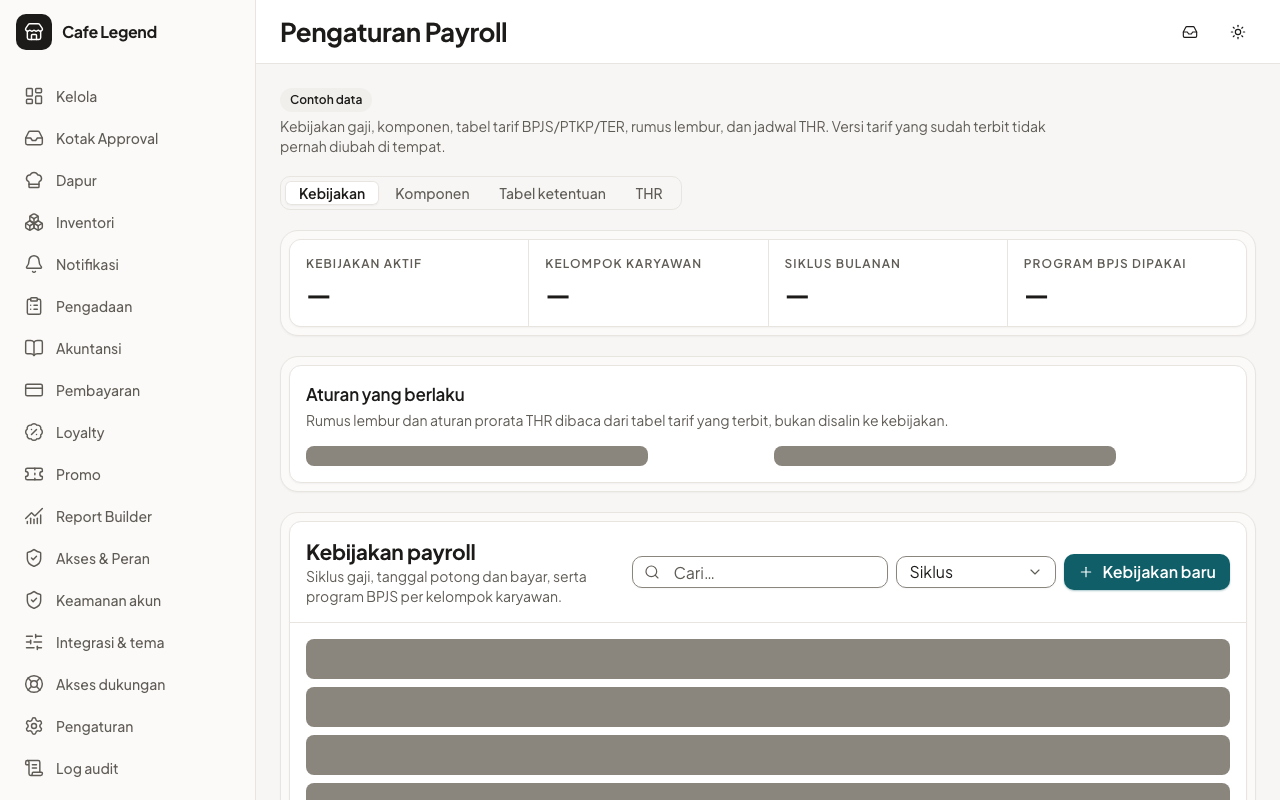 Cafe Legend
Kelola
Kotak Approval
Dapur
Inventori
Notifikasi
Pengadaan
Akuntansi
Pembayaran
Loyalty
Promo
Report Builder
Akses & Peran
Keamanan akun
Integrasi & tema
Akses dukungan
Pengaturan
Log audit
Pengaturan Payroll
Contoh data
Kebijakan gaji, komponen, tabel tarif BPJS/PTKP/TER, rumus lembur, dan jadwal THR. Versi tarif yang sudah terbit tidak
pernah diubah di tempat.
Kebijakan Komponen Tabel ketentuan THR
KEBIJAKAN AKTIF
—
KELOMPOK KARYAWAN
—
SIKLUS BULANAN
—
PROGRAM BPJS DIPAKAI
—
Aturan yang berlaku
Rumus lembur dan aturan prorata THR dibaca dari tabel tarif yang terbit, bukan disalin ke kebijakan.
Kebijakan payroll
Siklus gaji, tanggal potong dan bayar, serta
program BPJS per kelompok karyawan.
Cari...
Siklus
Kebijakan baru